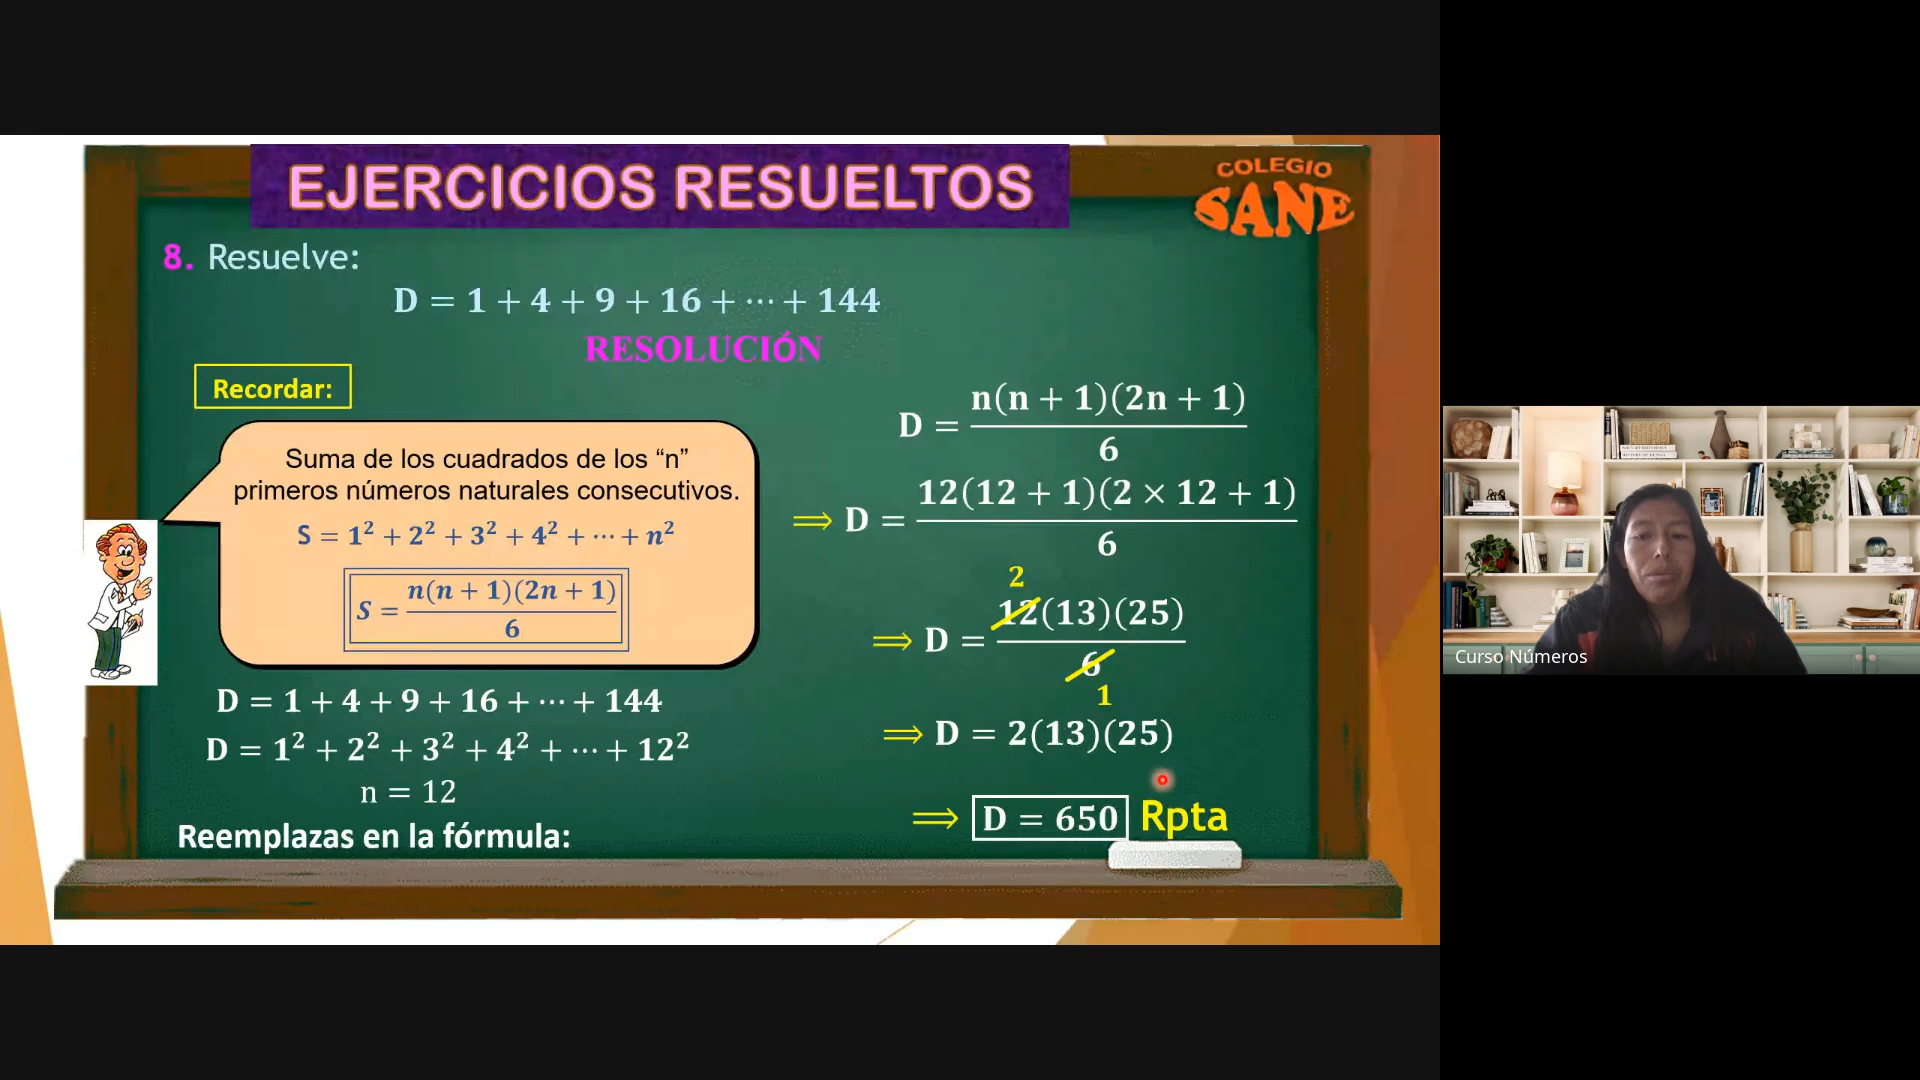 EJERCICIOS RESUELTOS
COLEGIO
SANE
8. Resuelve:
D = 1 + 4 + 9 + 16 + ⋯ + 144
RESOLUCIÓN
Recordar:
Suma de los cuadrados de los “n”
primeros números naturales consecutivos.
S = 1² + 2² + 3² + 4² + ⋯ + n²
S = n(n + 1)(2n + 1) / 6
D = 1 + 4 + 9 + 16 + ⋯ + 144
D = 1² + 2² + 3² + 4² + ⋯ + 12²
n = 12
Reemplazas en la fórmula:
D = n(n + 1)(2n + 1) / 6
⟹ D = 12(12 + 1)(2 × 12 + 1) / 6
2
⟹ D = 12(13)(25) / 6
1
⟹ D = 2(13)(25)
⟹ D = 650 Rpta
Curso Números